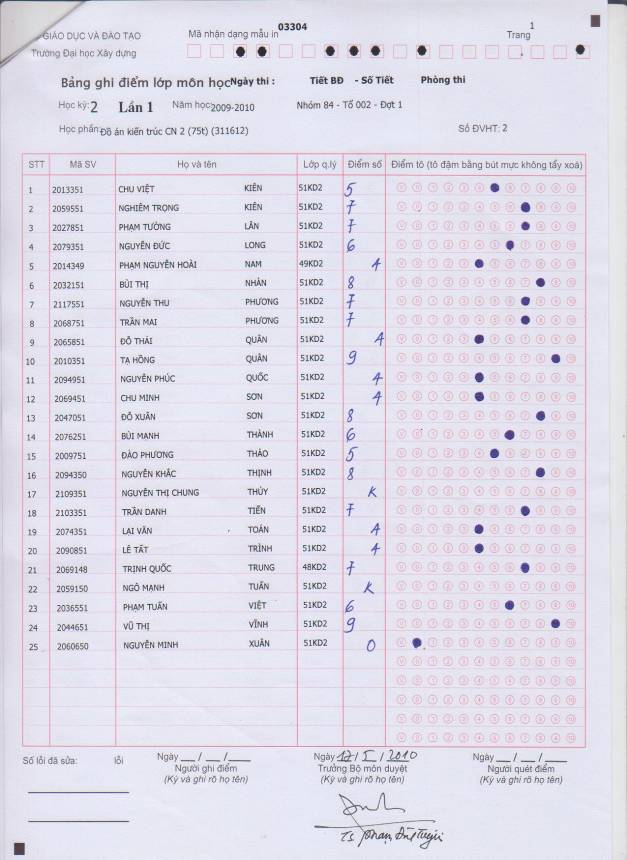 03304
1
GIÁO DỤC VÀ ĐÀO TẠO Mã nhận dạng mẫu in Trang
Trường Đại học Xây dựng
Bảng ghi điểm lớp môn học Ngày thi : Tiết BĐ - Số Tiết Phòng thi
Học kỳ: 2 Lần 1 Năm học: 2009-2010 Nhóm 84 - Tổ 002 - Đợt 1
Học phần: Đồ án kiến trúc CN 2 (75t) (311612) Số ĐVHT: 2
STT Mã SV Họ và tên Lớp q.lý Điểm số Điểm tô (tô đậm bằng bút mực không tẩy xoá)
1 2013351 CHU VIỆT KIÊN 51KD2 5
2 2059551 NGHIÊM TRỌNG KIÊN 51KD2 7
3 2027851 PHẠM TƯỜNG LÂN 51KD2 7
4 2079351 NGUYỄN ĐỨC LONG 51KD2 6
5 2014349 PHẠM NGUYỄN HOÀI NAM 49KD2 4
6 2032151 BÙI THỊ NHÀN 51KD2 8
7 2117551 NGUYỄN THU PHƯƠNG 51KD2 7
8 2068751 TRẦN MAI PHƯƠNG 51KD2 7
9 2065851 ĐỖ THÁI QUÂN 51KD2 4
10 2010351 TẠ HỒNG QUÂN 51KD2 9
11 2094951 NGUYỄN PHÚC QUỐC 51KD2 4
12 2069451 CHU MINH SƠN 51KD2 4
13 2047051 ĐỖ XUÂN SƠN 51KD2 8
14 2076251 BÙI MẠNH THÀNH 51KD2 6
15 2009751 ĐÀO PHƯƠNG THẢO 51KD2 5
16 2094350 NGUYỄN KHẮC THỊNH 51KD2 8
17 2109351 NGUYỄN THỊ CHUNG THỦY 51KD2 K
18 2103351 TRẦN DANH TIẾN 51KD2 7
19 2074351 LẠI VĂN TOÁN 51KD2 4
20 2090851 LÊ TẤT TRÌNH 51KD2 4
21 2069148 TRỊNH QUỐC TRUNG 48KD2 7
22 2059150 NGÔ MẠNH TUẤN 51KD2 K
23 2036551 PHẠM TUẤN VIỆT 51KD2 6
24 2044651 VŨ THỊ VĨNH 51KD2 9
25 2060650 NGUYỄN MINH XUÂN 51KD2 0
Số lỗi đã sửa: lỗi Ngày __/__/__ Ngày 12/5/2010 Ngày __/__/__
Người ghi điểm Trưởng Bộ môn duyệt Người quét điểm
(Ký và ghi rõ họ tên) (Ký và ghi rõ họ tên) (Ký và ghi rõ họ tên)
TS Phan